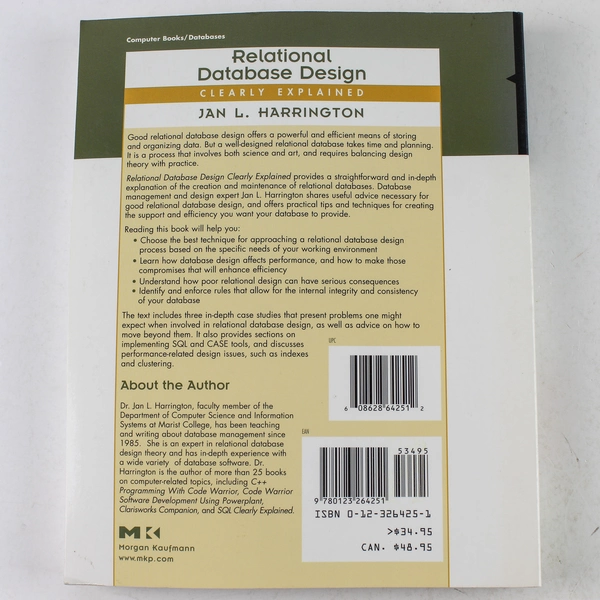 Computer Books/Databases
Relational
Database Design
CLEARLY EXPLAINED
JAN L. HARRINGTON
Good relational database design offers a powerful and efficient means of storing
and organizing data. But a well-designed relational database takes time and planning.
It is a process that involves both science and art, and requires balancing design
theory with practice.
Relational Database Design Clearly Explained provides a straightforward and in-depth
explanation of the creation and maintenance of relational databases. Database
management and design expert Jan L. Harrington shares useful advice necessary for
good relational database design, and offers practical tips and techniques for creating
the support and efficiency you want your database to provide.
Reading this book will help you:
• Choose the best technique for approaching a relational database design
process based on the specific needs of your working environment
• Learn how database design affects performance, and how to make those
compromises that will enhance efficiency
• Understand how poor relational design can have serious consequences
• Identify and enforce rules that allow for the internal integrity and consistency
of your database
The text includes three in-depth case studies that present problems one might
expect when involved in relational database design, as well as advice on how to
move beyond them. It also provides sections on
implementing SQL and CASE tools, and discusses
performance-related design issues, such as indexes
and clustering.
UPC
6 08628 64251 2
About the Author
Dr. Jan L. Harrington, faculty member of the
Department of Computer Science and Information
Systems at Marist College, has been teaching
and writing about database management since
1985. She is an expert in relational database
design theory and has in-depth experience with
a wide variety of database software. Dr.
Harrington is the author of more than 25 books
on computer-related topics, including C++
Programming With Code Warrior, Code Warrior
Software Development Using Powerplant,
Clarisworks Companion, and SQL Clearly Explained.
EAN
53495
9 780123 264251
ISBN 0-12-326425-1
>$34.95
CAN. $48.95
MK
Morgan Kaufmann
www.mkp.com